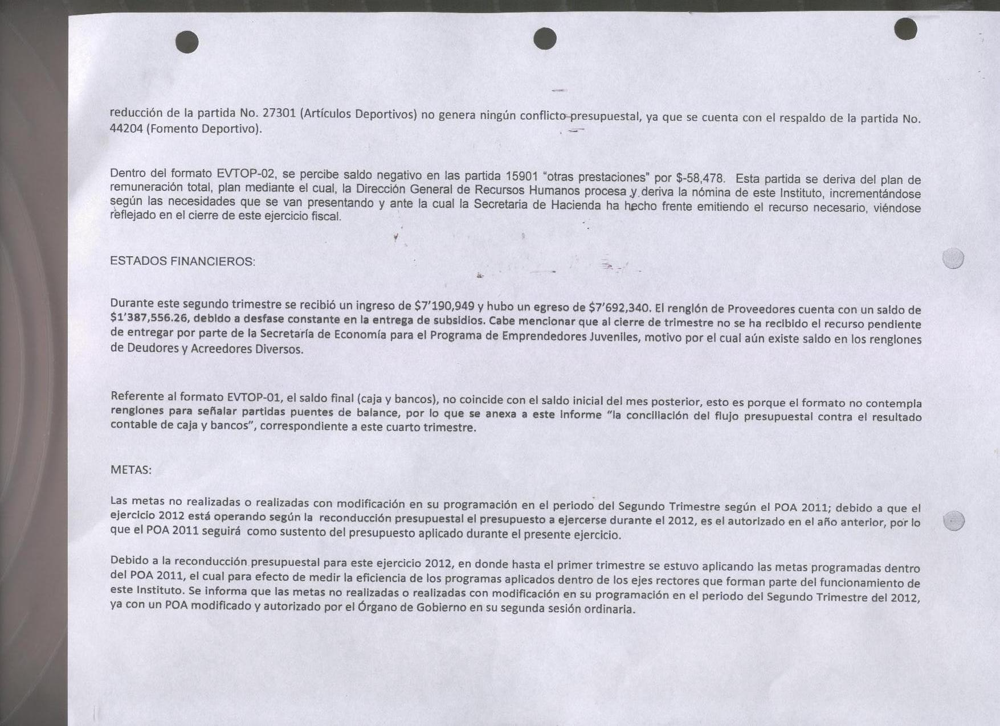 reducción de la partida No. 27301 (Artículos Deportivos) no genera ningún conflicto presupuestal, ya que se cuenta con el respaldo de la partida No.
44204 (Fomento Deportivo).
Dentro del formato EVTOP-02, se percibe saldo negativo en las partida 15901 “otras prestaciones” por $-58,478. Esta partida se deriva del plan de
remuneración total, plan mediante el cual, la Dirección General de Recursos Humanos procesa y deriva la nómina de este Instituto, incrementándose
según las necesidades que se van presentando y ante la cual la Secretaria de Hacienda ha hecho frente emitiendo el recurso necesario, viéndose
reflejado en el cierre de este ejercicio fiscal.
ESTADOS FINANCIEROS:
Durante este segundo trimestre se recibió un ingreso de $7’190,949 y hubo un egreso de $7’692,340. El renglón de Proveedores cuenta con un saldo de
$1’387,556.26, debido a desfase constante en la entrega de subsidios. Cabe mencionar que al cierre de trimestre no se ha recibido el recurso pendiente
de entregar por parte de la Secretaría de Economía para el Programa de Emprendedores Juveniles, motivo por el cual aún existe saldo en los renglones
de Deudores y Acreedores Diversos.
Referente al formato EVTOP-01, el saldo final (caja y bancos), no coincide con el saldo inicial del mes posterior, esto es porque el formato no contempla
renglones para señalar partidas puentes de balance, por lo que se anexa a este informe “la conciliación del flujo presupuestal contra el resultado
contable de caja y bancos”, correspondiente a este cuarto trimestre.
METAS:
Las metas no realizadas o realizadas con modificación en su programación en el periodo del Segundo Trimestre según el POA 2011; debido a que el
ejercicio 2012 está operando según la reconducción presupuestal el presupuesto a ejercerse durante el 2012, es el autorizado en el año anterior, por lo
que el POA 2011 seguirá como sustento del presupuesto aplicado durante el presente ejercicio.
Debido a la reconducción presupuestal para este ejercicio 2012, en donde hasta el primer trimestre se estuvo aplicando las metas programadas dentro
del POA 2011, el cual para efecto de medir la eficiencia de los programas aplicados dentro de los ejes rectores que forman parte del funcionamiento de
este Instituto. Se informa que las metas no realizadas o realizadas con modificación en su programación en el periodo del Segundo Trimestre del 2012,
ya con un POA modificado y autorizado por el Órgano de Gobierno en su segunda sesión ordinaria.